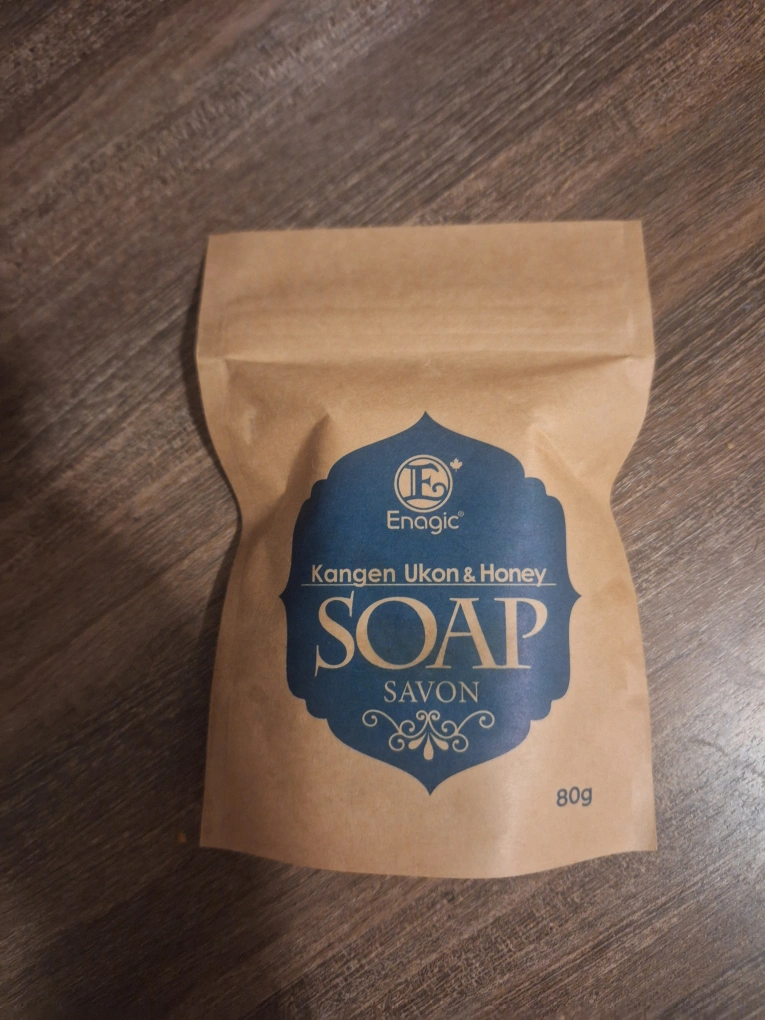 E
Enagic®
Kangen Ukon & Honey
SOAP
SAVON
80g